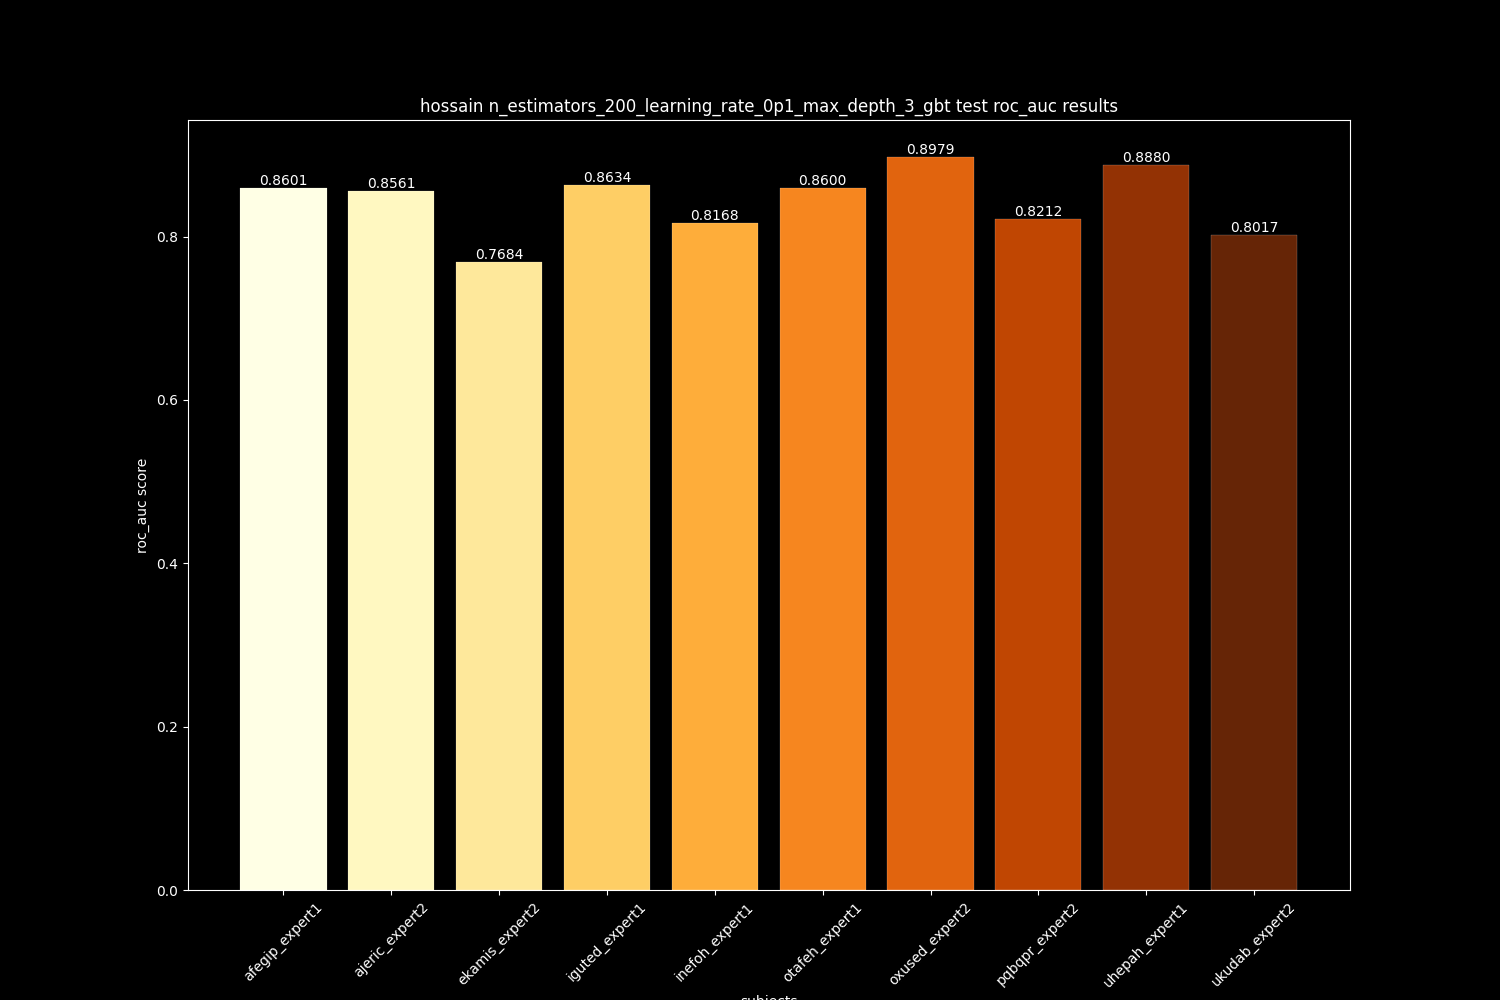 hossain n_estimators_200_learning_rate_0p1_max_depth_3_gbt test roc_auc results
0.8601
0.8561
0.7684
0.8634
0.8168
0.8600
0.8979
0.8212
0.8880
0.8017
roc_auc score
0.8
0.6
0.4
0.2
0.0
afegip_expert1
ajeric_expert2
ekamis_expert2
iguted_expert1
inefoh_expert1
otafeh_expert1
oxused_expert2
pqbqpr_expert2
uhepah_expert1
ukudab_expert2
subjects